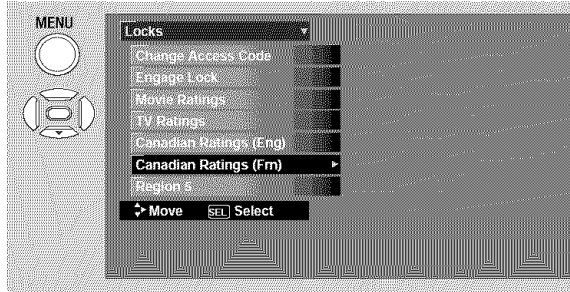 MENU
Locks
Change Access Code
Engage Lock
Movie Ratings
TV Ratings
Canadian Ratings (Eng)
Canadian Ratings (Frn)
Region 5
Move SEL Select